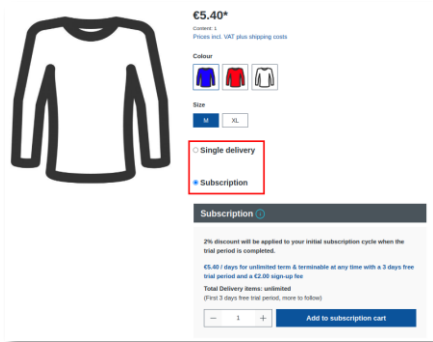 €5.40*
Content: 1
Prices incl. VAT plus shipping costs
Colour
Size
M XL
Single delivery
Subscription
Subscription
2% discount will be applied to your initial subscription cycle when the
trial period is completed.
€5.40 / days for unlimited term & terminable at any time with a 3 days free
trial period and a €2.00 sign-up fee
Total Delivery items: unlimited
(First 3 days free trial period, more to follow)
− 1 + Add to subscription cart